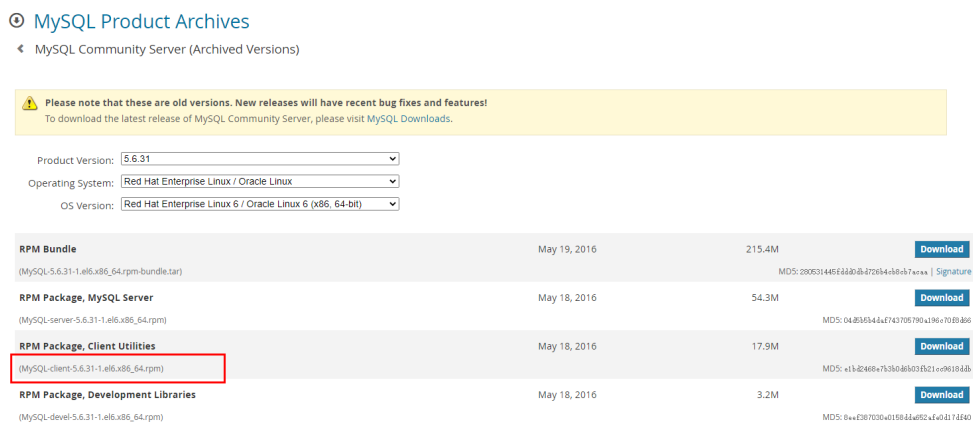 MySQL Product Archives
MySQL Community Server (Archived Versions)
Please note that these are old versions. New releases will have recent bug fixes and features!
To download the latest release of MySQL Community Server, please visit MySQL Downloads.
Product Version: 5.6.31
Operating System: Red Hat Enterprise Linux / Oracle Linux
OS Version: Red Hat Enterprise Linux 6 / Oracle Linux 6 (x86, 64-bit)
RPM Bundle May 19, 2016 215.4M Download
(MySQL-5.6.31-1.el6.x86_64.rpm-bundle.tar) MD5: | Signature
RPM Package, MySQL Server May 18, 2016 54.3M Download
(MySQL-server-5.6.31-1.el6.x86_64.rpm) MD5:
RPM Package, Client Utilities May 18, 2016 17.9M Download
(MySQL-client-5.6.31-1.el6.x86_64.rpm) MD5:
RPM Package, Development Libraries May 18, 2016 3.2M Download
(MySQL-devel-5.6.31-1.el6.x86_64.rpm) MD5: